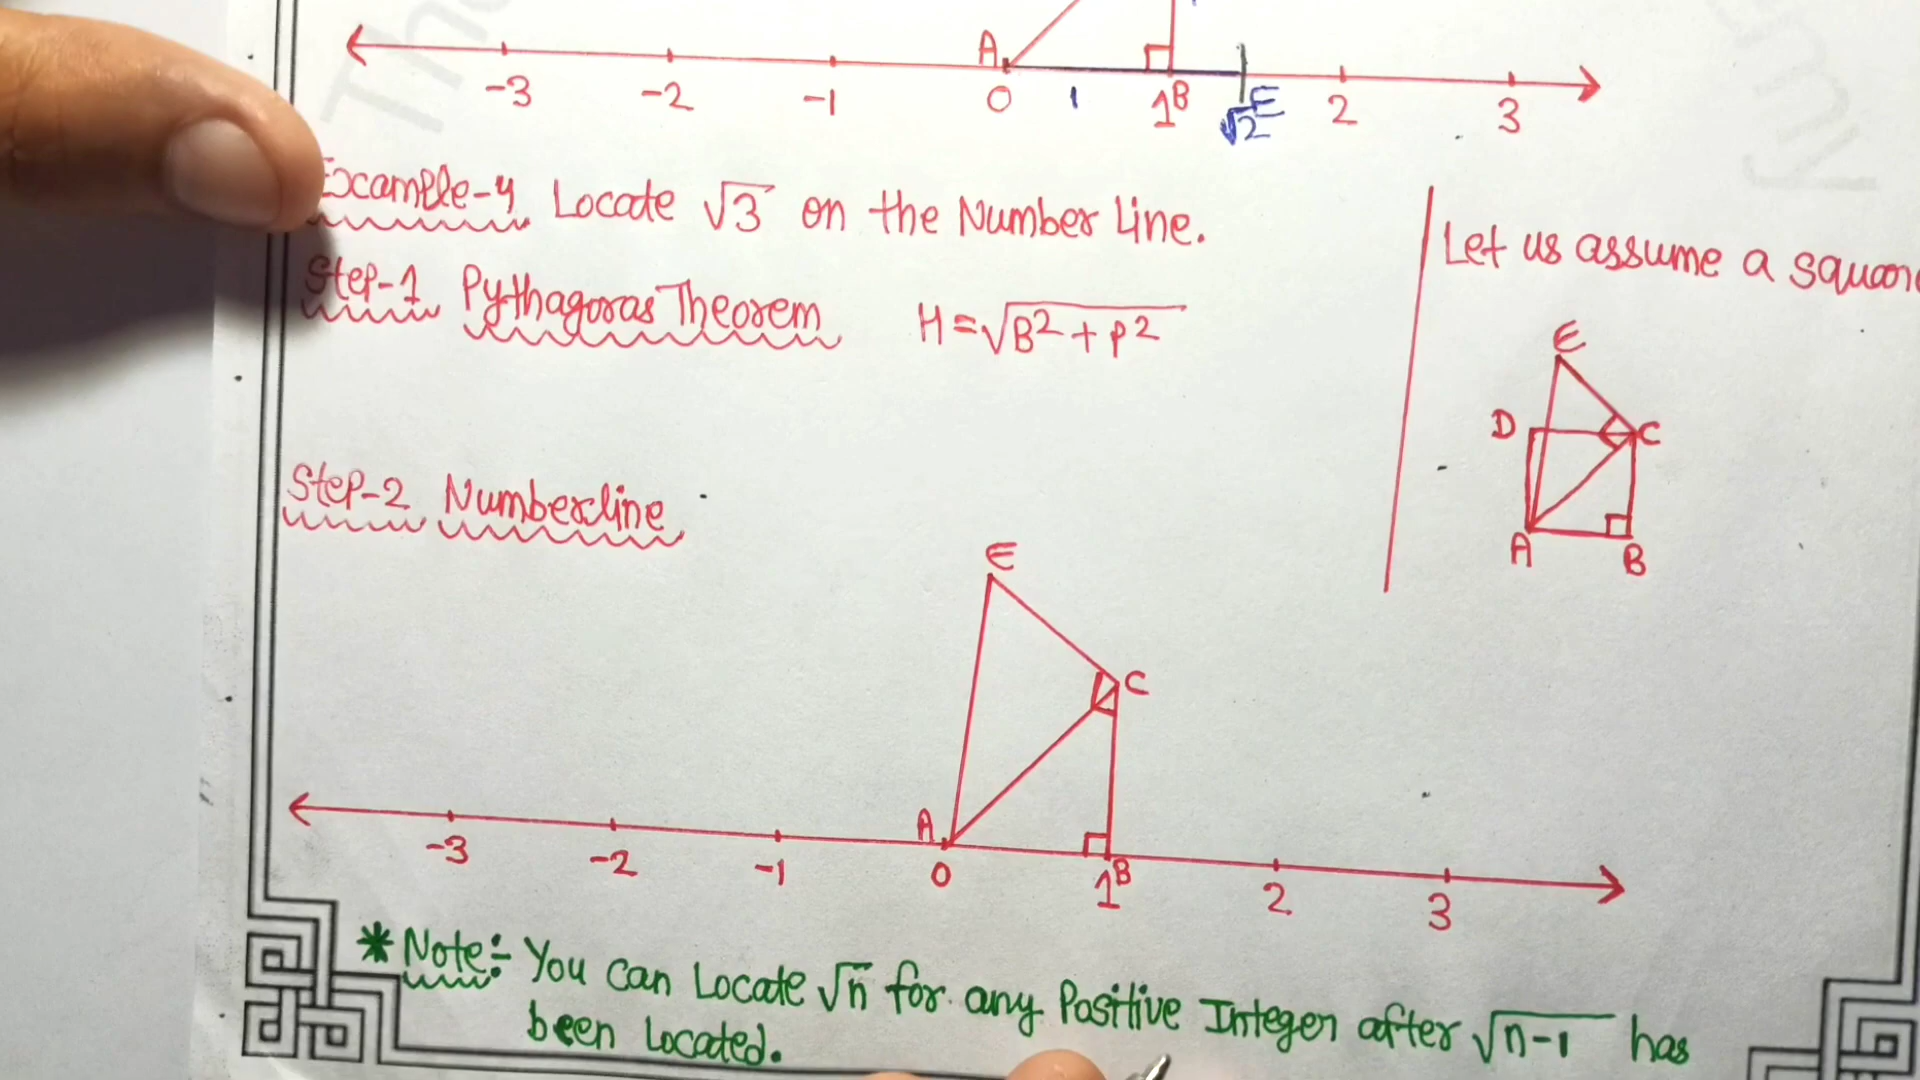 A
-3 -2 -1 0 1 1 B E 2 3
√2
Example-4 Locate √3 on the Number line.
Step-1 Pythagoras Theorem H=√B²+P²
Let us assume a square
E
D C
A B
Step-2 Numberline
E
C
A
-3 -2 -1 0 1 B 2 3
*Note:- You can Locate √n for any Positive Integer after √n-1 has
been Located.